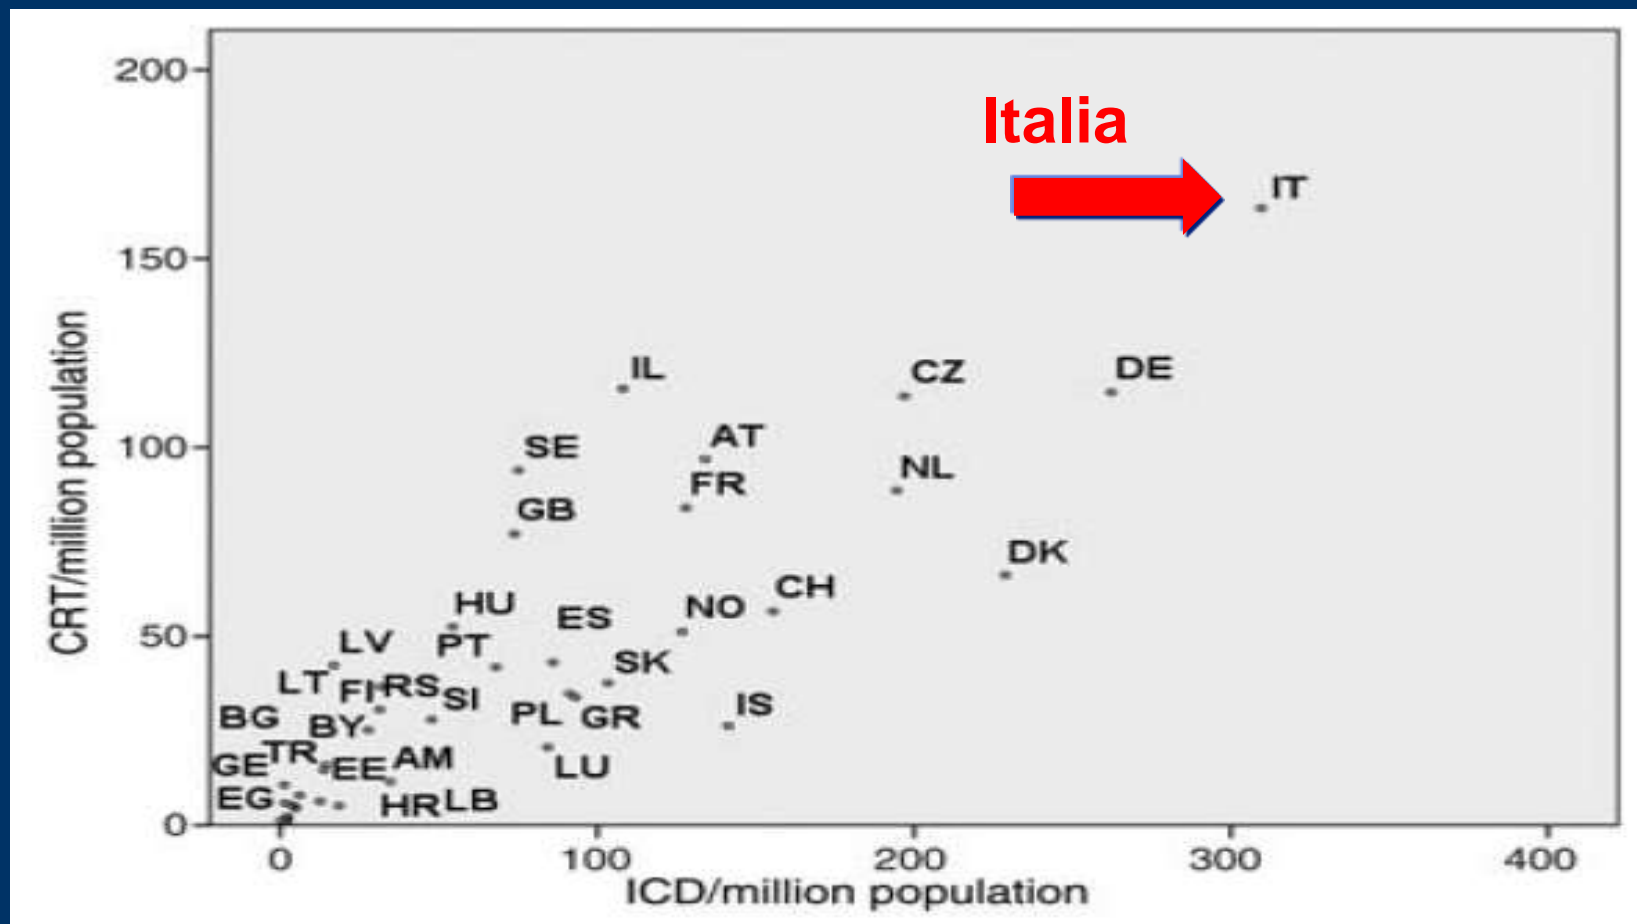 200
Italia
IT
150
IL
CZ
DE
SE
AT
NL
100
FR
GB
DK
CH
HU
ES
NO
50
LV
PT
SK
LT
FI
RS
SI
IS
BG
BY
PL
GR
TR
AM
GE
EE
LU
EG
HR
LB
0
0 100 200 300 400
CRT/million population
ICD/million population